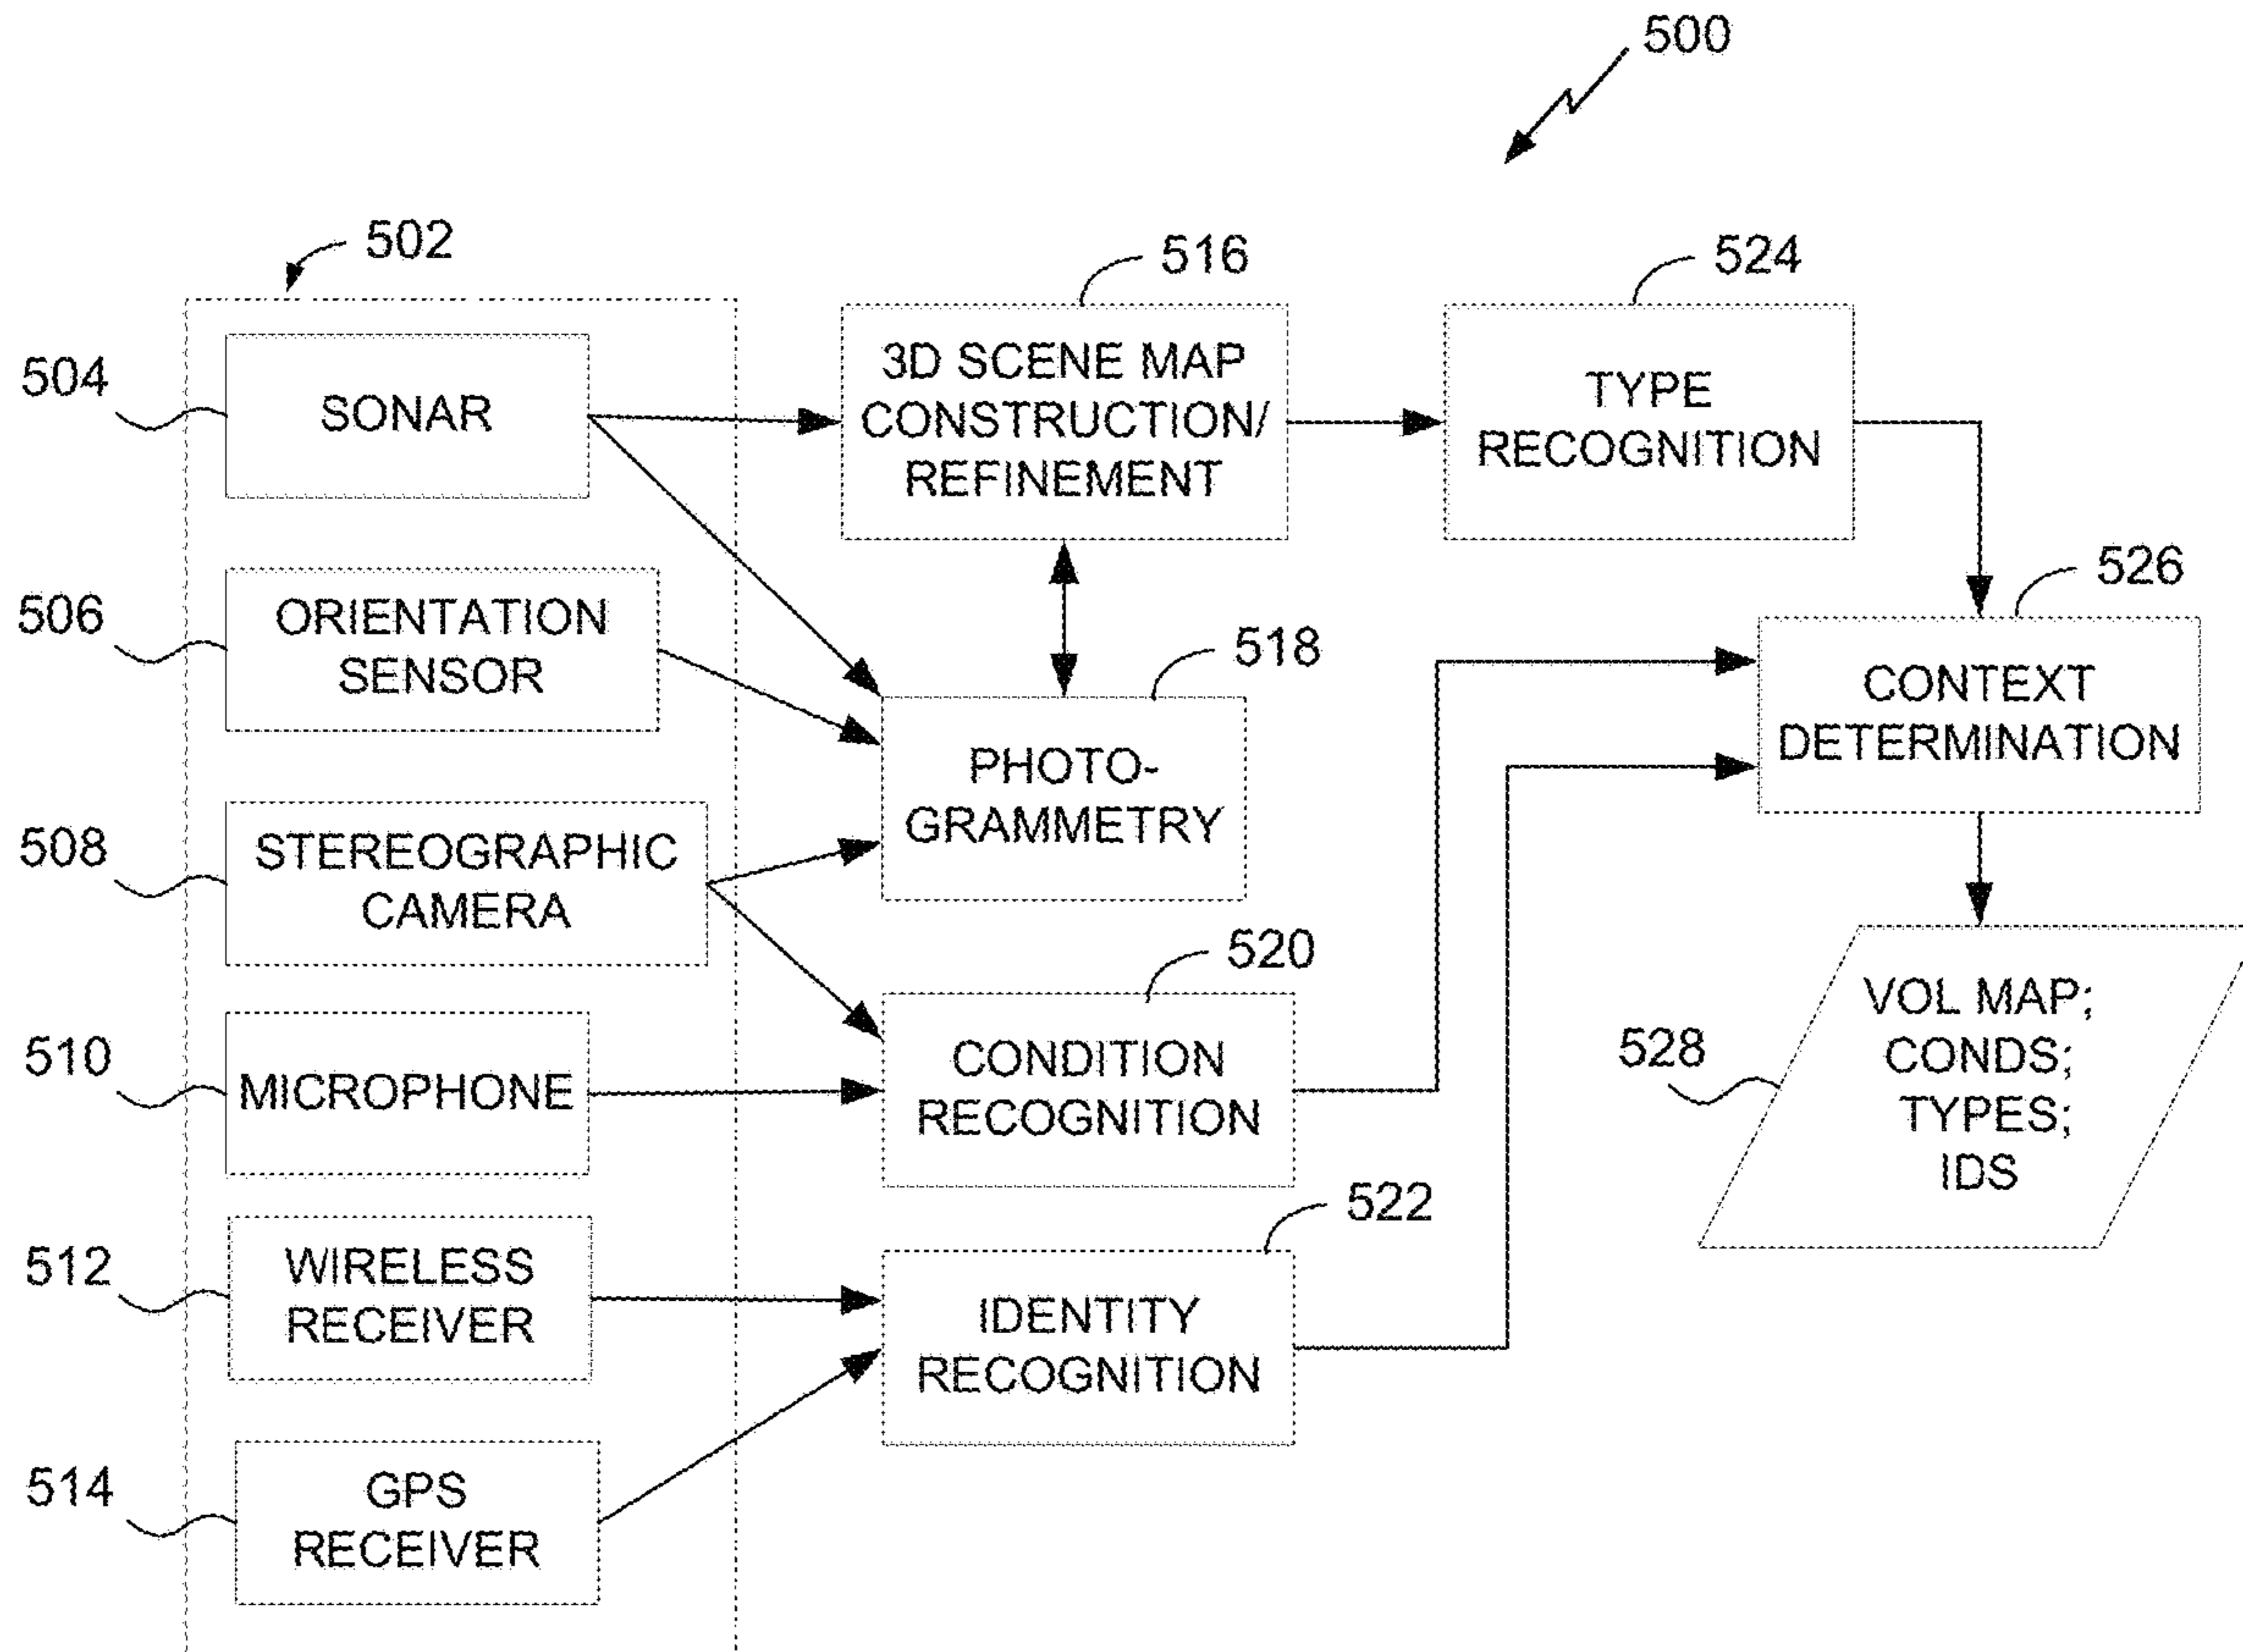 500
502
516
524
504
SONAR
3D SCENE MAP
CONSTRUCTION/
REFINEMENT
TYPE
RECOGNITION
506
ORIENTATION
SENSOR
518
526
PHOTO-
GRAMMETRY
CONTEXT
DETERMINATION
508
STEREOGRAPHIC
CAMERA
520
510
MICROPHONE
CONDITION
RECOGNITION
528
VOL MAP;
CONDS;
TYPES;
IDS
522
512
WIRELESS
RECEIVER
IDENTITY
RECOGNITION
514
GPS
RECEIVER